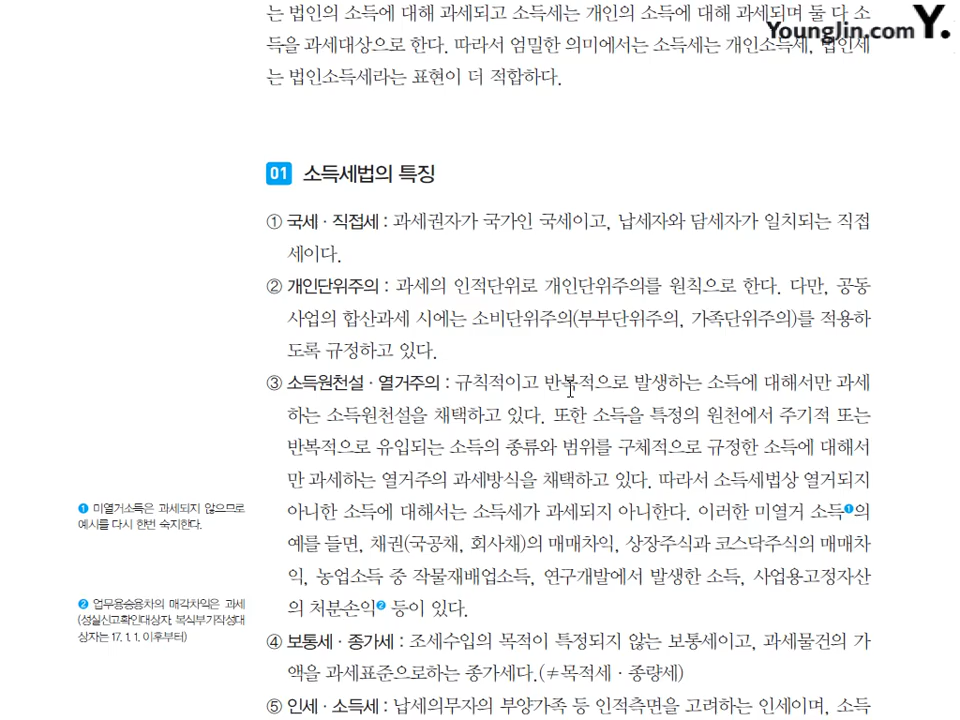 는 법인의 소득에 대해 과세되고 소득세는 개인의 소득에 대해 과세되며 둘 다 소
득을 과세대상으로 한다. 따라서 엄밀한 의미에서는 소득세는 개인소득세, 법인세
는 법인소득세라는 표현이 더 적합하다.
YoungJin.com Y.
01 소득세법의 특징
① 국세 · 직접세 : 과세권자가 국가인 국세이고, 납세자와 담세자가 일치되는 직접
세이다.
② 개인단위주의 : 과세의 인적단위로 개인단위주의를 원칙으로 한다. 다만, 공동
사업의 합산과세 시에는 소비단위주의(부부단위주의, 가족단위주의)를 적용하
도록 규정하고 있다.
③ 소득원천설 · 열거주의 : 규칙적이고 반복적으로 발생하는 소득에 대해서만 과세
하는 소득원천설을 채택하고 있다. 또한 소득을 특정의 원천에서 주기적 또는
반복적으로 유입되는 소득의 종류와 범위를 구체적으로 규정한 소득에 대해서
만 과세하는 열거주의 과세방식을 채택하고 있다. 따라서 소득세법상 열거되지
아니한 소득에 대해서는 소득세가 과세되지 아니한다. 이러한 미열거 소득❶의
예를 들면, 채권(국공채, 회사채)의 매매차익, 상장주식과 코스닥주식의 매매차
익, 농업소득 중 작물재배업소득, 연구개발에서 발생한 소득, 사업용고정자산
의 처분손익❷ 등이 있다.
④ 보통세 · 종가세 : 조세수입의 목적이 특정되지 않는 보통세이고, 과세물건의 가
액을 과세표준으로하는 종가세다.(≠목적세 · 종량세)
⑤ 인세 · 소득세 : 납세의무자의 부양가족 등 인적측면을 고려하는 인세이며, 소득
❶ 미열거소득은 과세되지 않으므로
예시를 다시 한번 숙지한다.
❷ 업무용승용차의 매각차익은 과세
(성실신고확인대상자, 복식부기작성대
상자는 17. 1. 1. 이후부터)